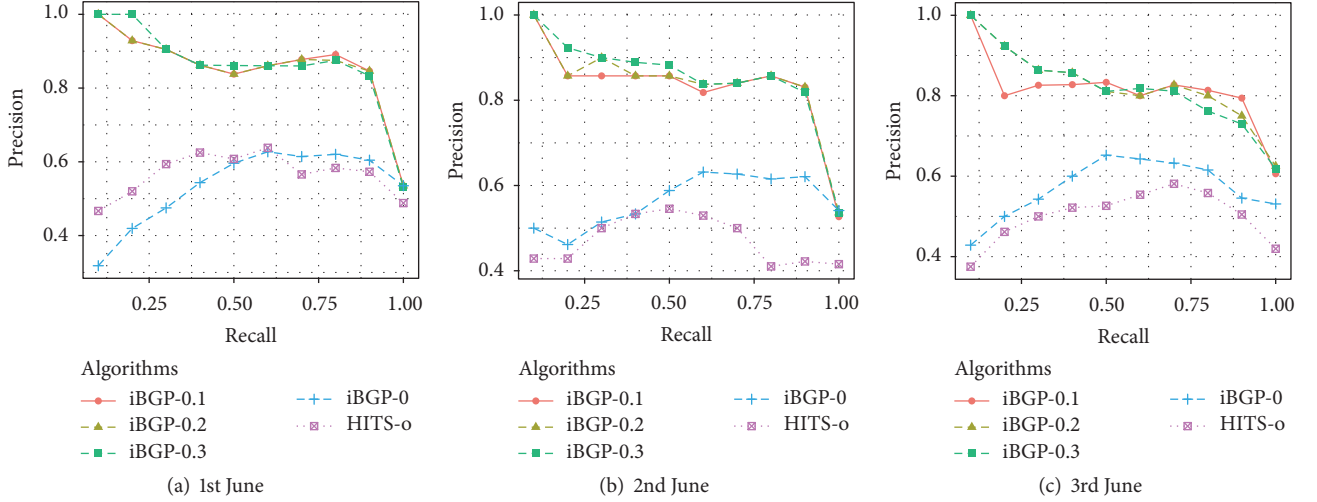 1.0
0.8
0.6
0.4
Precision
0.25
0.50
0.75
1.00
Recall
Algorithms
iBGP-0.1
iBGP-0.2
iBGP-0.3
iBGP-0
HITS-o
(a) 1st June
1.0
0.8
0.6
0.4
Precision
0.25
0.50
0.75
1.00
Recall
Algorithms
iBGP-0.1
iBGP-0.2
iBGP-0.3
iBGP-0
HITS-o
(b) 2nd June
1.0
0.8
0.6
0.4
Precision
0.25
0.50
0.75
1.00
Recall
Algorithms
iBGP-0.1
iBGP-0.2
iBGP-0.3
iBGP-0
HITS-o
(c) 3rd June